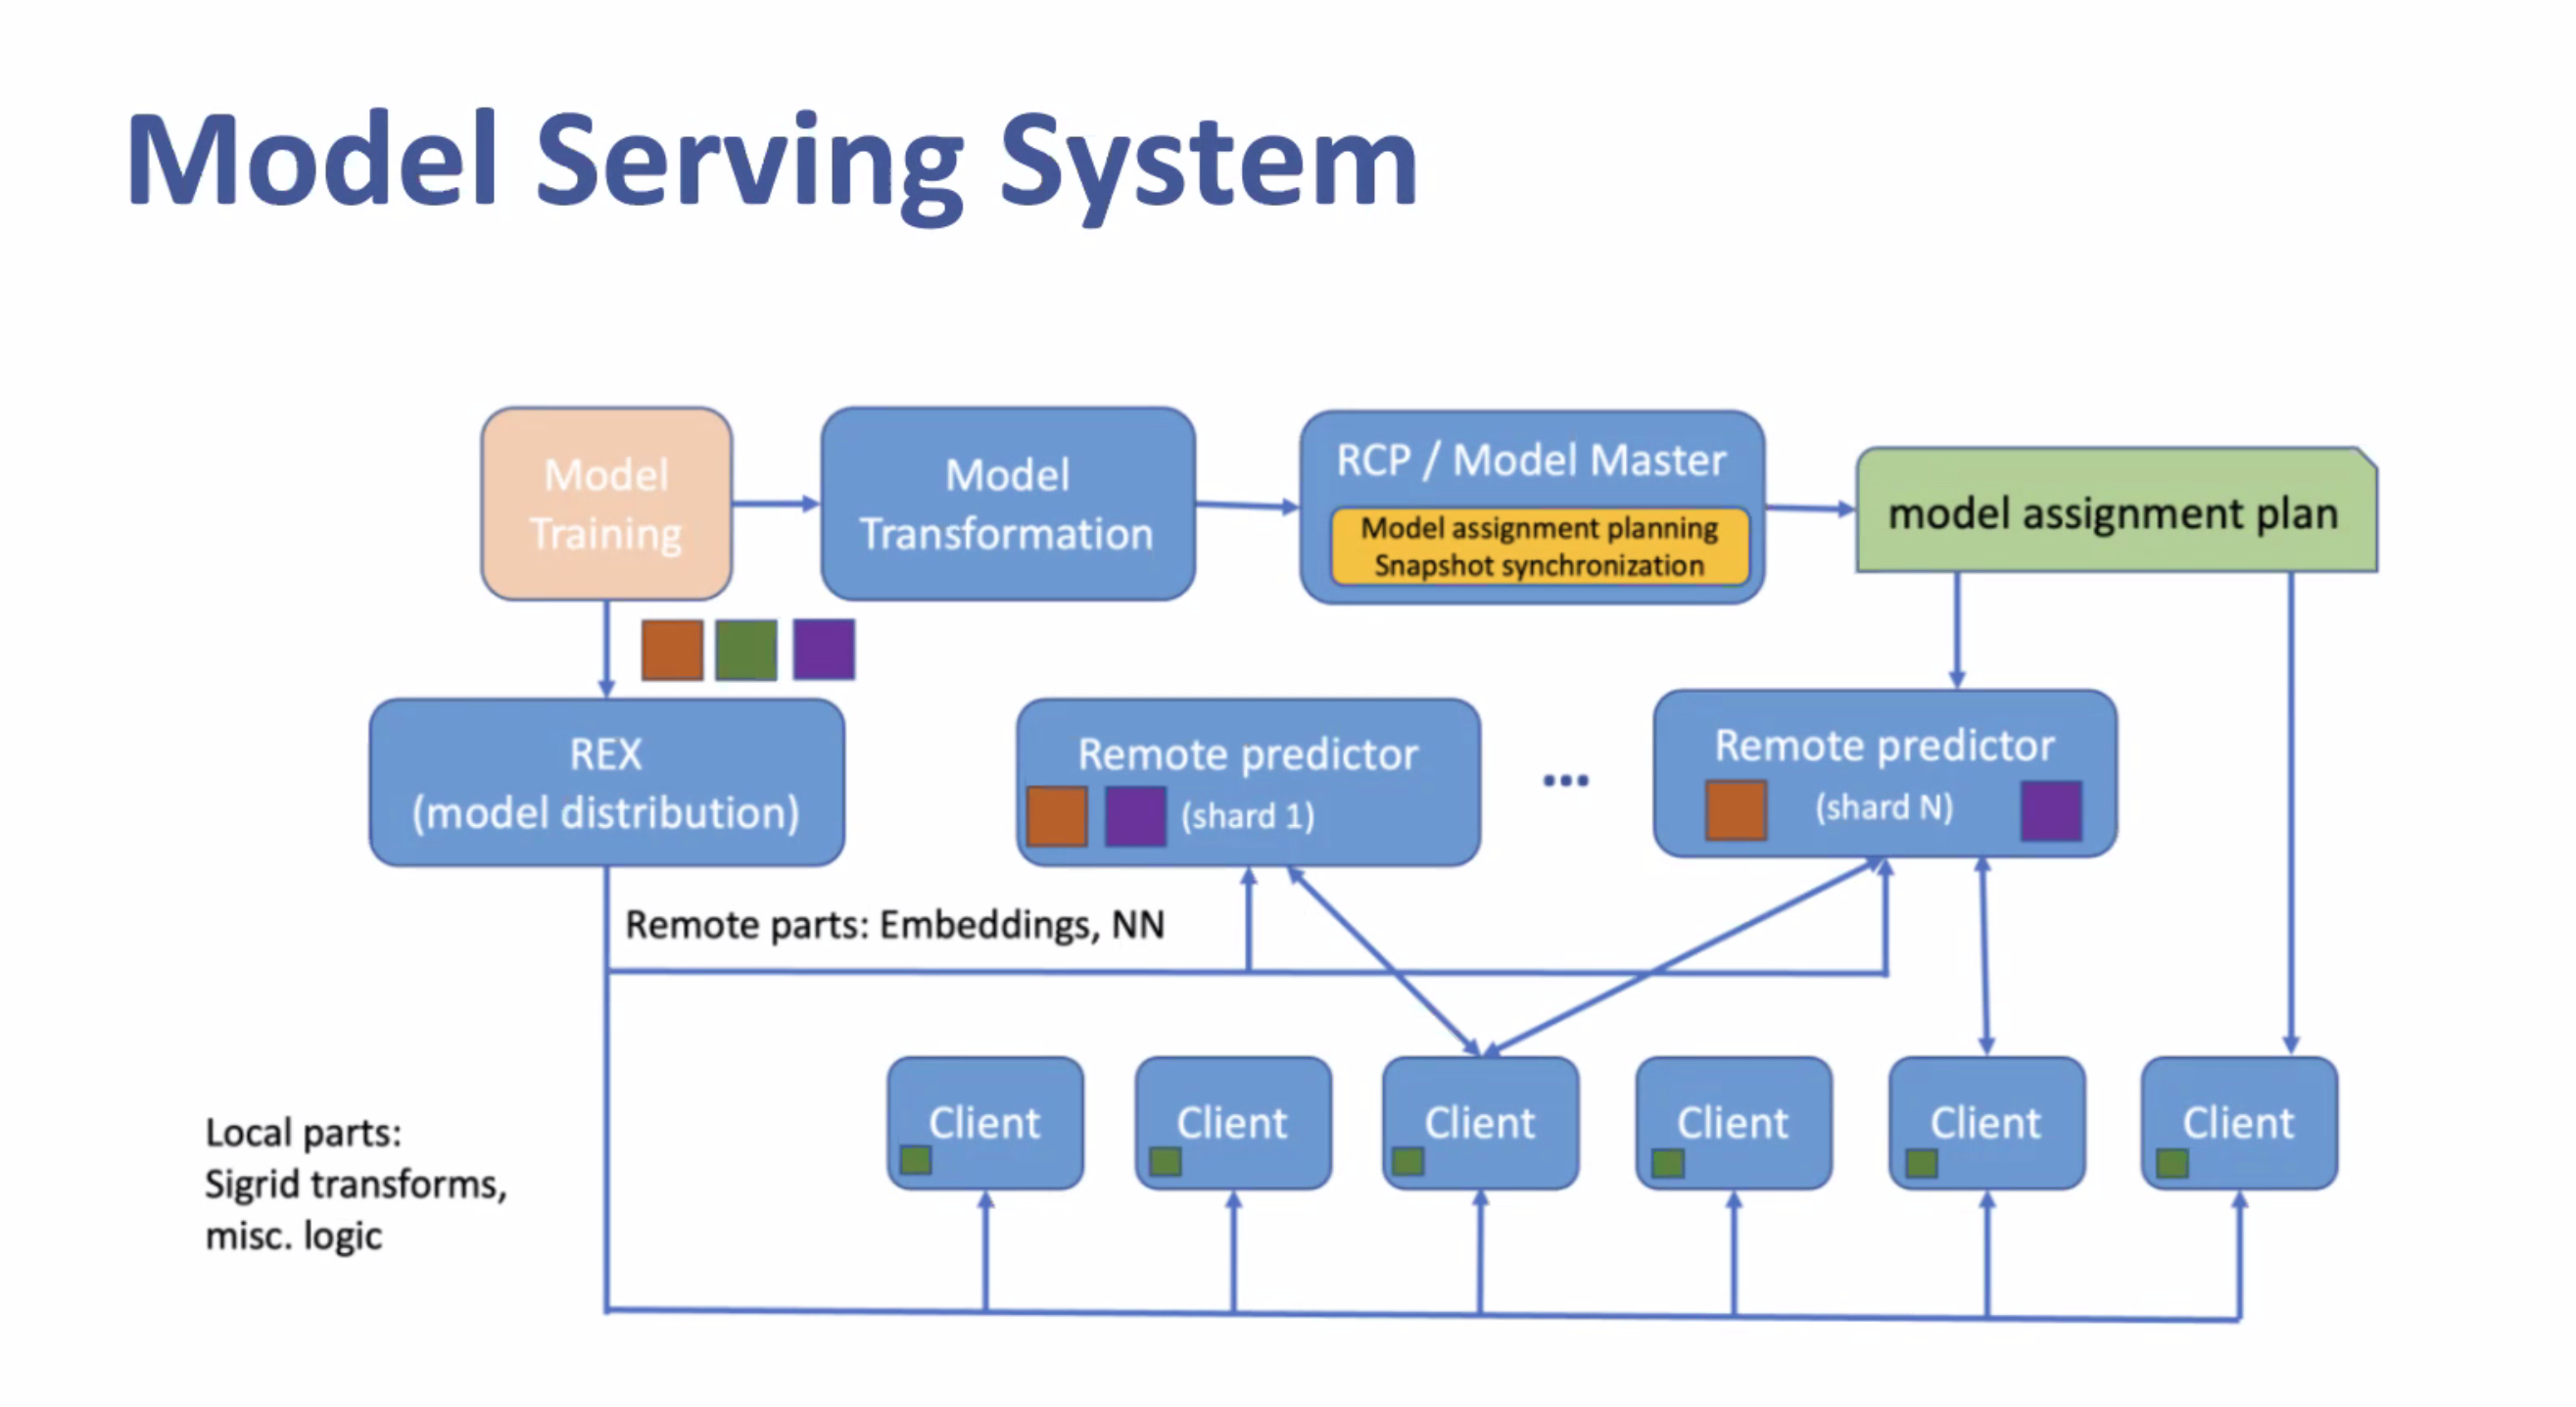 Model Serving System
Model
Training
Model
Transformation
RCP / Model Master
Model assignment planning
Snapshot synchronization
model assignment plan
REX
(model distribution)
Remote predictor
(shard 1)
...
Remote predictor
(shard N)
Remote parts: Embeddings, NN
Local parts:
Sigrid transforms,
misc. logic
Client
Client
Client
Client
Client
Client